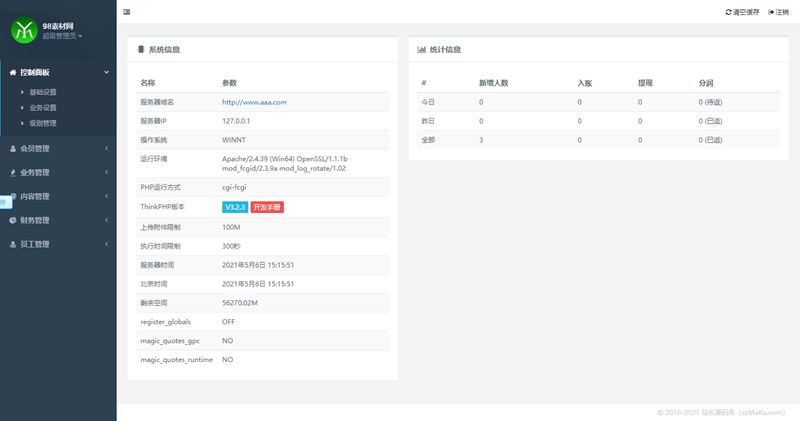 98素材网
超级管理员
控制面板
基础设置
业务设置
级别管理
会员管理
业务管理
内容管理
财务管理
员工管理
清空缓存 注销
系统信息
名称 参数
服务器域名 http://www.aaa.com
服务器IP 127.0.0.1
操作系统 WINNT
运行环境 Apache/2.4.39 (Win64) OpenSSL/1.1.1b
mod_fcgid/2.3.9a mod_log_rotate/1.02
PHP运行方式 cgi-fcgi
ThinkPHP版本 V3.2.3 开发手册
上传附件限制 100M
执行时间限制 300秒
服务器时间 2021年5月6日 15:15:51
北京时间 2021年5月6日 15:15:51
剩余空间 56270.02M
register_globals OFF
magic_quotes_gpc NO
magic_quotes_runtime NO
统计信息
# 新增人数 入账 提现 分润
今日 0 0 0 0 (待返)
昨日 0 0 0 0 (已返)
全部 3 0 0 0 (已返)
© 2016-2021 站长源码库（zzMaKu.com）